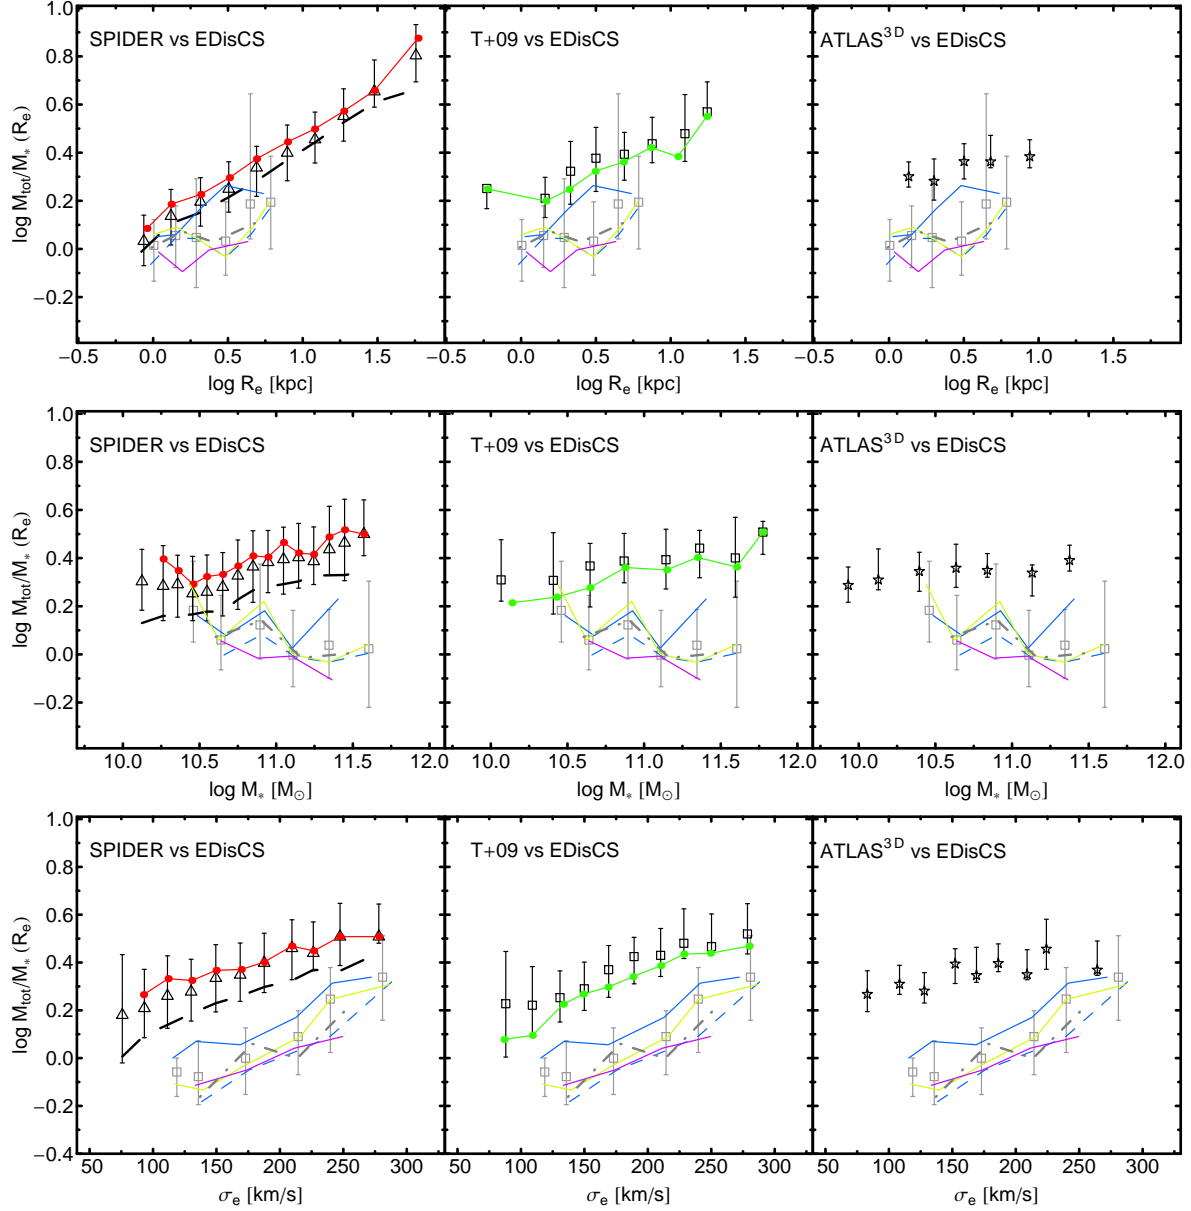 1.0
0.8
0.6
0.4
0.2
0.0
−0.2
log M_tot/M_* (R_e)
SPIDER vs EDisCS
T+09 vs EDisCS
ATLAS^3D vs EDisCS
−0.5 0.0 0.5 1.0 1.5 −0.5 0.0 0.5 1.0 1.5 −0.5 0.0 0.5 1.0 1.5
log R_e [kpc]
log R_e [kpc]
log R_e [kpc]
1.0
0.8
0.6
0.4
0.2
0.0
−0.2
log M_tot/M_* (R_e)
SPIDER vs EDisCS
T+09 vs EDisCS
ATLAS^3D vs EDisCS
10.0 10.5 11.0 11.5 12.0 10.0 10.5 11.0 11.5 12.0 10.0 10.5 11.0 11.5 12.0
log M_* [M_⊙]
log M_* [M_⊙]
log M_* [M_⊙]
1.0
0.8
0.6
0.4
0.2
0.0
−0.2
−0.4
log M_tot/M_* (R_e)
SPIDER vs EDisCS
T+09 vs EDisCS
ATLAS^3D vs EDisCS
50 100 150 200 250 300 50 100 150 200 250 300 50 100 150 200 250 300
σ_e [km/s]
σ_e [km/s]
σ_e [km/s]